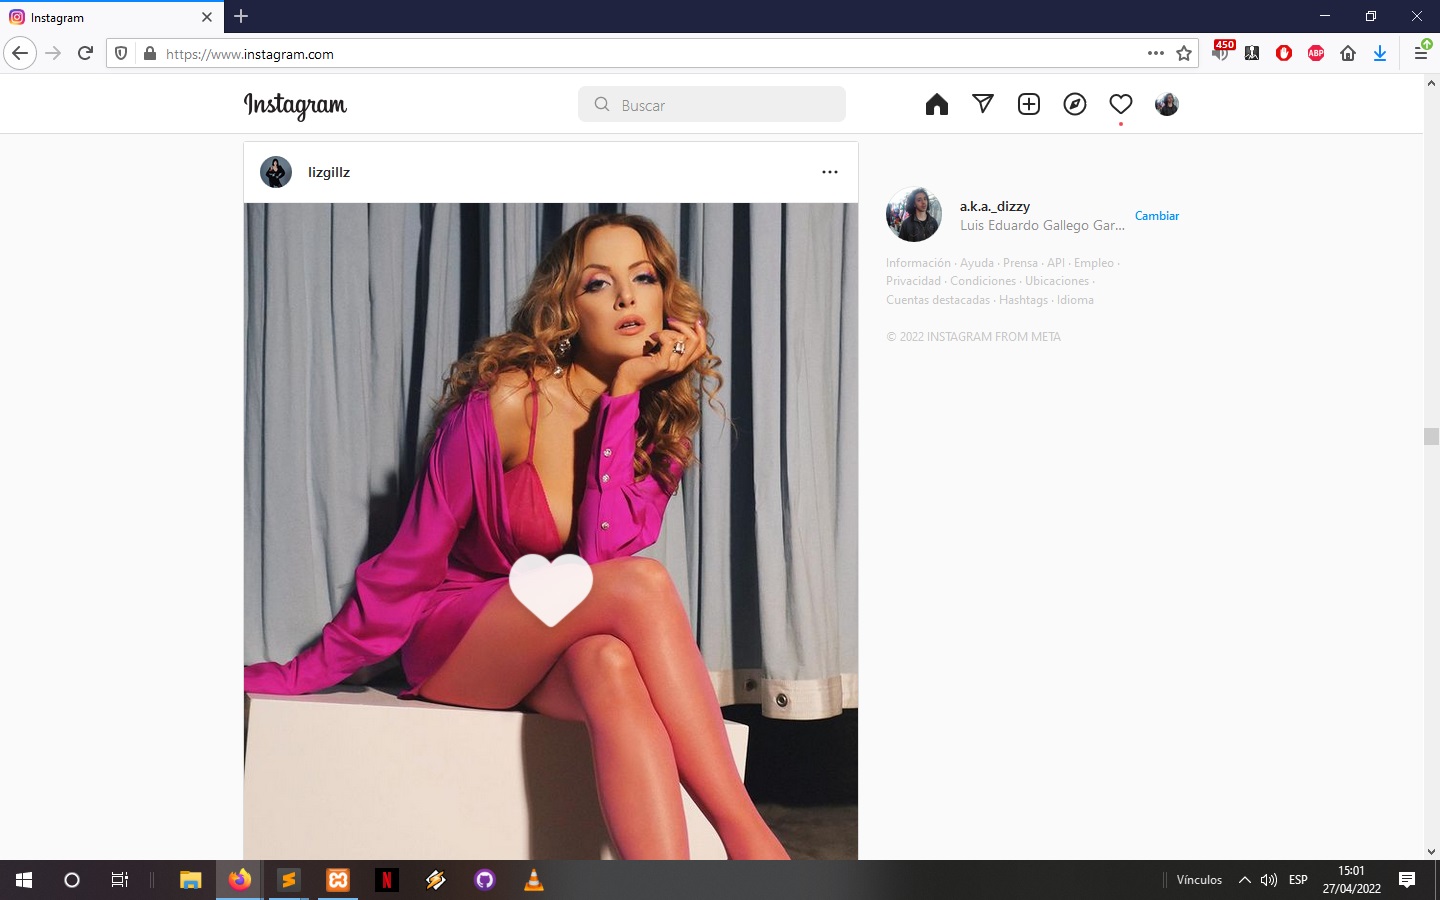 Instagram
https://www.instagram.com
450
ABP
Instagram
Buscar
lizgillz
a.k.a._dizzy
Luis Eduardo Gallego Gar...
Cambiar
Información · Ayuda · Prensa · API · Empleo ·
Privacidad · Condiciones · Ubicaciones ·
Cuentas destacadas · Hashtags · Idioma
© 2022 INSTAGRAM FROM META
N
Vínculos
ESP
15:01
27/04/2022